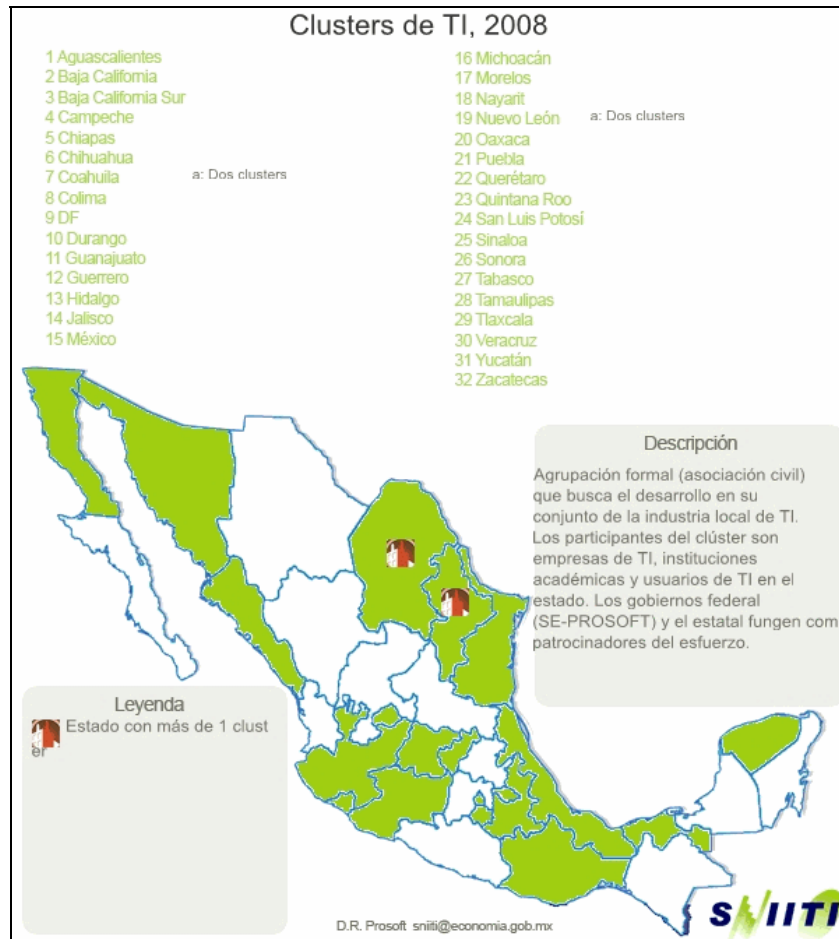 Clusters de TI, 2008
1 Aguascalientes
2 Baja California
3 Baja California Sur
4 Campeche
5 Chiapas
6 Chihuahua
7 Coahuila a: Dos clusters
8 Colima
9 DF
10 Durango
11 Guanajuato
12 Guerrero
13 Hidalgo
14 Jalisco
15 México
16 Michoacán
17 Morelos
18 Nayarit
19 Nuevo León a: Dos clusters
20 Oaxaca
21 Puebla
22 Querétaro
23 Quintana Roo
24 San Luis Potosí
25 Sinaloa
26 Sonora
27 Tabasco
28 Tamaulipas
29 Tlaxcala
30 Veracruz
31 Yucatán
32 Zacatecas
Descripción
Agrupación formal (asociación civil)
que busca el desarrollo en su
conjunto de la industria local de TI.
Los participantes del clúster son
empresas de TI, instituciones
académicas y usuarios de TI en el
estado. Los gobiernos federal
(SE-PROSOFT) y el estatal fungen com
patrocinadores del esfuerzo.
Leyenda
Estado con más de 1 clust
er
D.R. Prosoft sniiti@economia.gob.mx
SNIITI